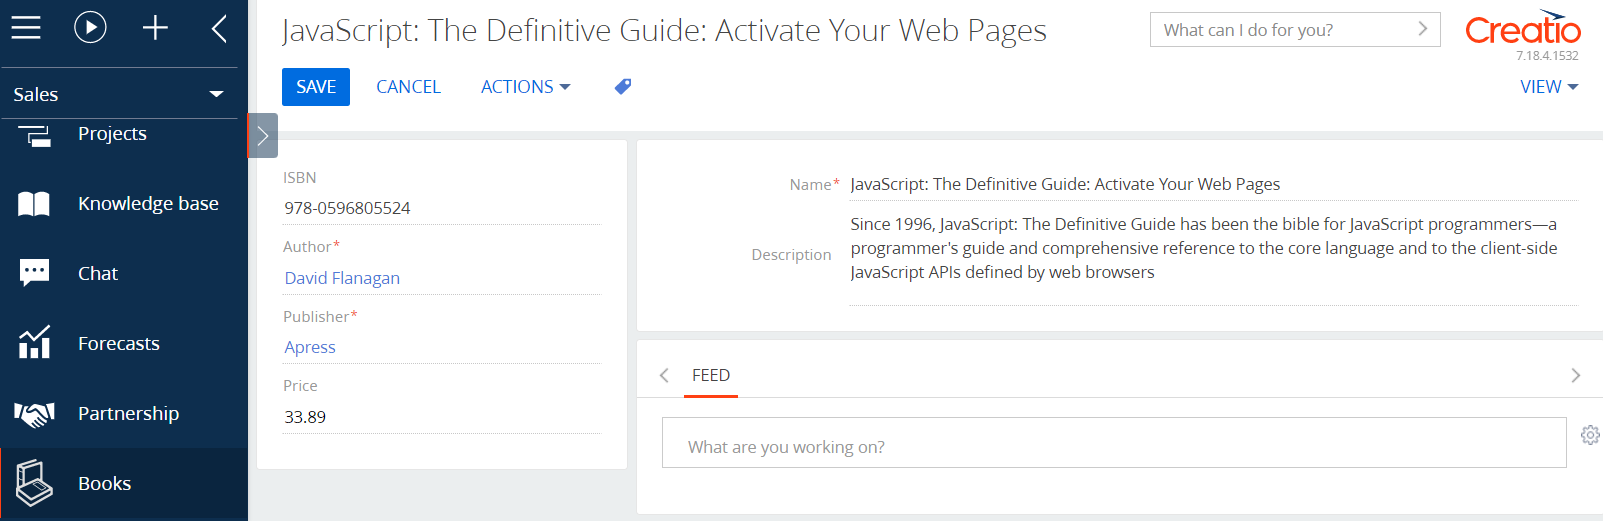 JavaScript: The Definitive Guide: Activate Your Web Pages
What can I do for you?
Creatio
7.18.4.1532
SAVE
CANCEL
ACTIONS
VIEW
Sales
Projects
Knowledge base
Chat
Forecasts
Partnership
Books
ISBN
978-0596805524
Author*
David Flanagan
Publisher*
Apress
Price
33.89
Name* JavaScript: The Definitive Guide: Activate Your Web Pages
Description
Since 1996, JavaScript: The Definitive Guide has been the bible for JavaScript programmers—a
programmer's guide and comprehensive reference to the core language and to the client-side
JavaScript APIs defined by web browsers
FEED
What are you working on?